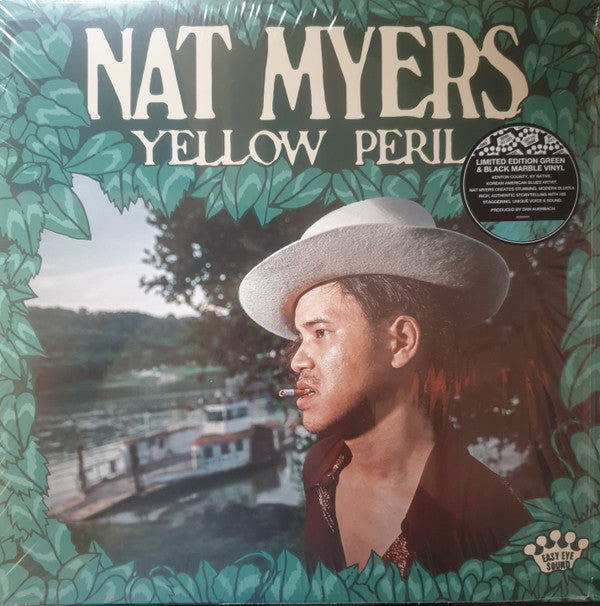 NAT MYERS
YELLOW PERIL
LIMITED EDITION GREEN
& BLACK MARBLE VINYL
KENTON COUNTY, KY NATIVE,
KOREAN AMERICAN BLUES ARTIST,
NAT MYERS CREATES STUNNING, MODERN BLUES &
RICH, AUTHENTIC STORYTELLING WITH HIS
STAGGERING, UNIQUE VOICE & SOUND.
PRODUCED BY DAN AUERBACH
EASY EYE
SOUND